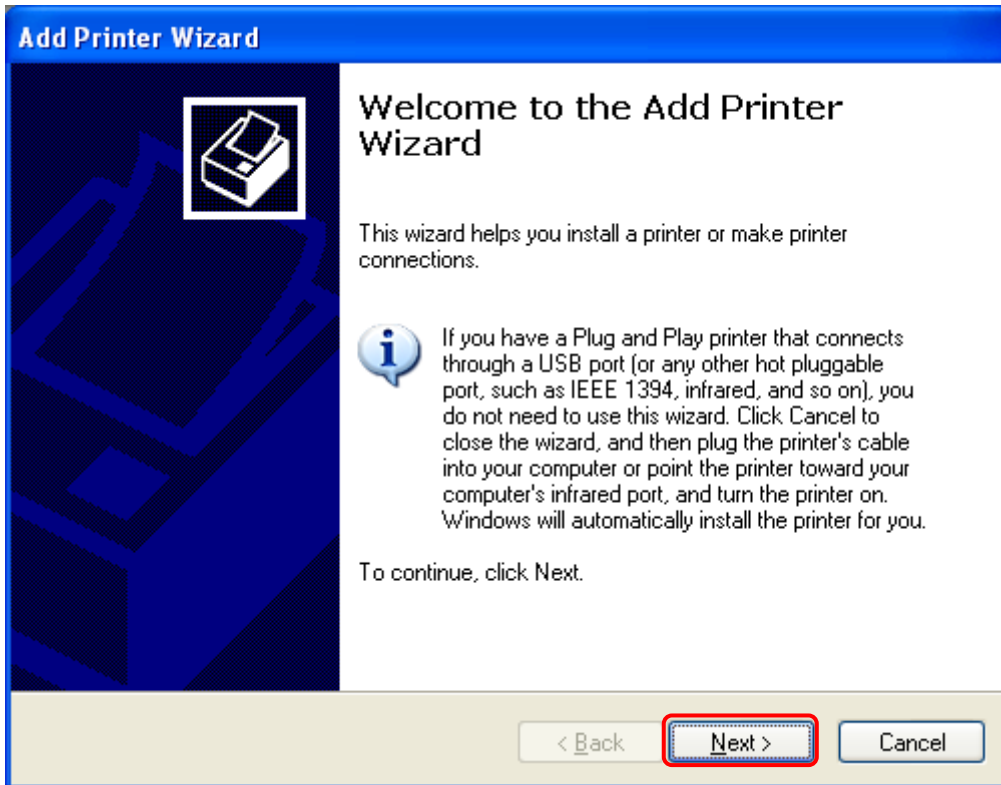 Add Printer Wizard
Welcome to the Add Printer
Wizard
This wizard helps you install a printer or make printer
connections.
If you have a Plug and Play printer that connects
through a USB port (or any other hot pluggable
port, such as IEEE 1394, infrared, and so on), you
do not need to use this wizard. Click Cancel to
close the wizard, and then plug the printer's cable
into your computer or point the printer toward your
computer's infrared port, and turn the printer on.
Windows will automatically install the printer for you.
To continue, click Next.
< Back Next > Cancel